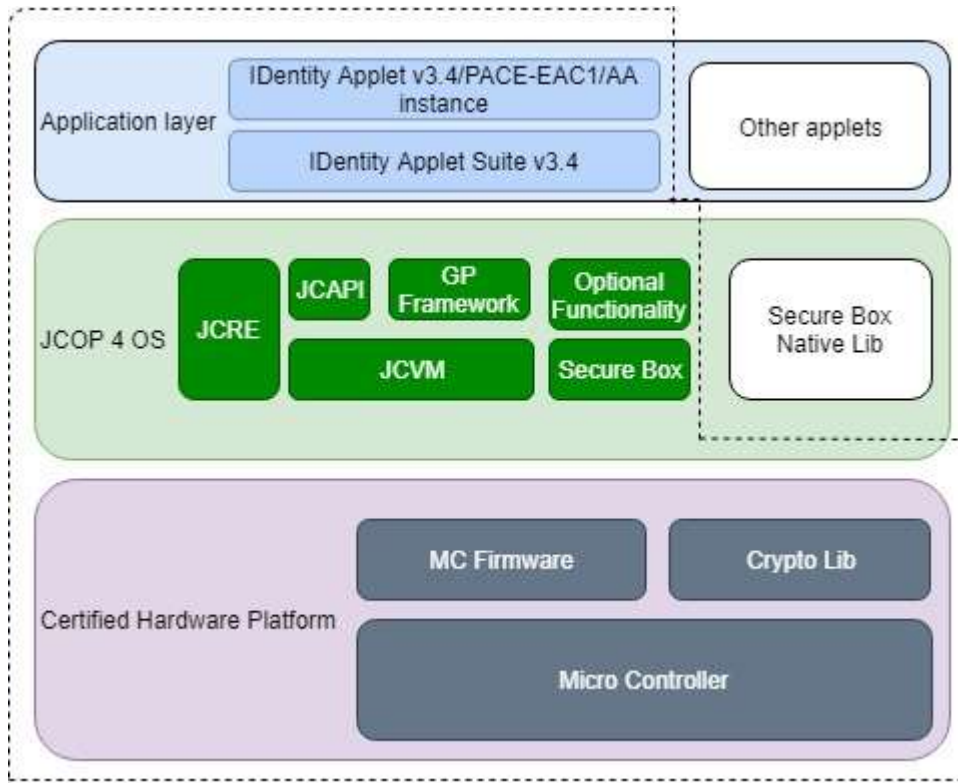 IDentity Applet v3.4/PACE-EAC1/AA
instance
Application layer
IDentity Applet Suite v3.4
Other applets
JCOP 4 OS
JCRE
JCAPI
GP
Framework
Optional
Functionality
JCVM
Secure Box
Secure Box
Native Lib
Certified Hardware Platform
MC Firmware
Crypto Lib
Micro Controller